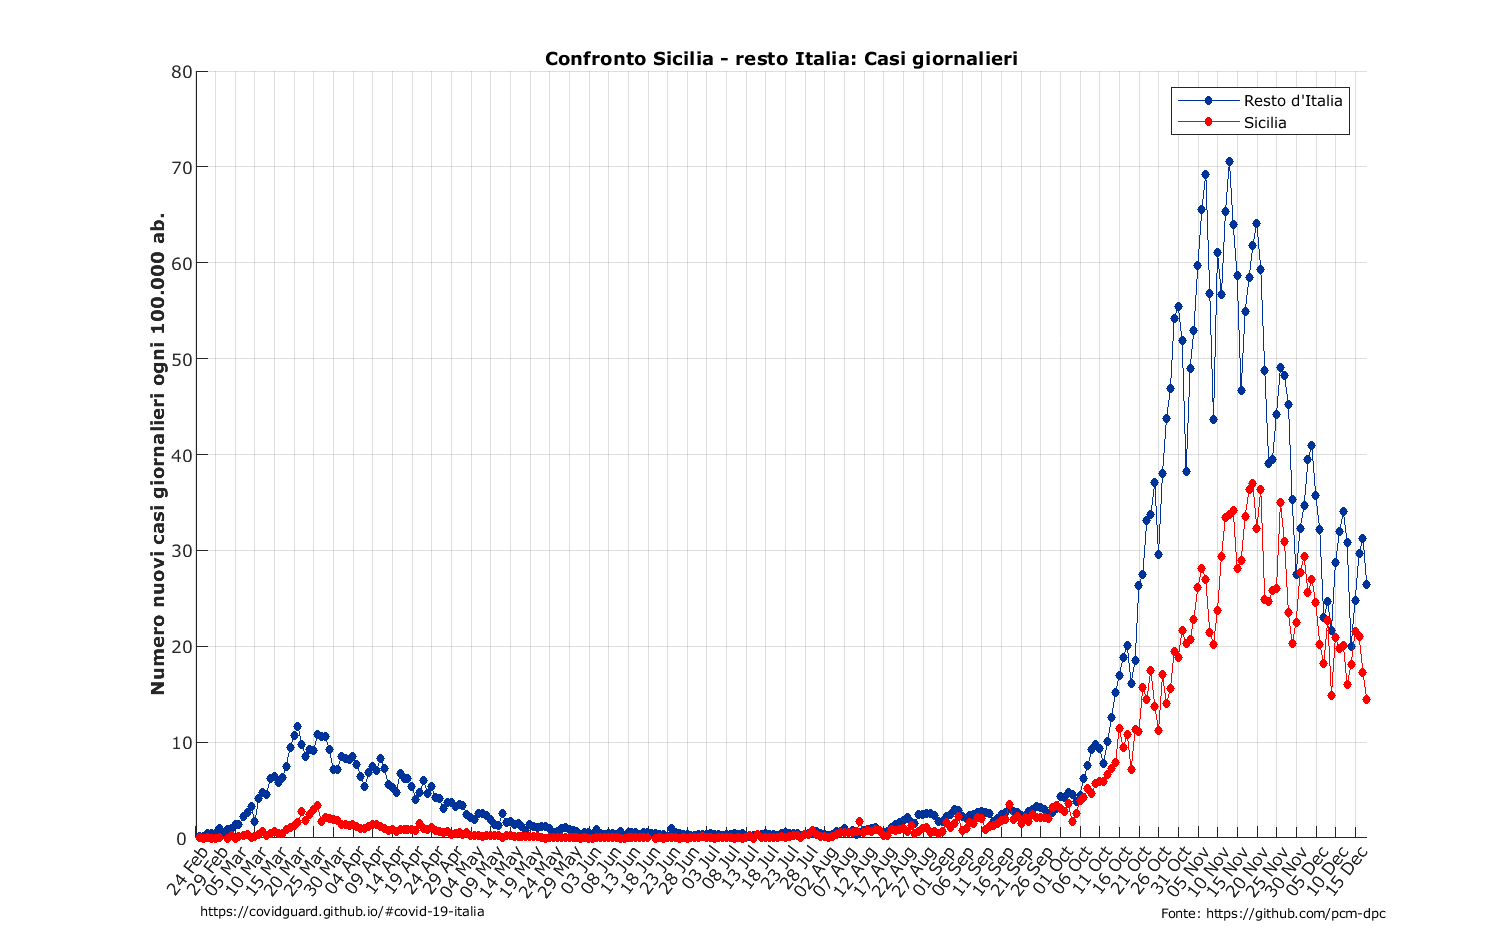 Confronto Sicilia - resto Italia: Casi giornalieri
Resto d'Italia
Sicilia
Numero nuovi casi giornalieri ogni 100.000 ab.
80
70
60
50
40
30
20
10
0
24 Feb
29 Feb
05 Mar
10 Mar
15 Mar
20 Mar
25 Mar
30 Mar
04 Apr
09 Apr
14 Apr
19 Apr
24 Apr
29 Apr
04 May
09 May
14 May
19 May
24 May
29 May
03 Jun
08 Jun
13 Jun
18 Jun
23 Jun
28 Jun
03 Jul
08 Jul
13 Jul
18 Jul
23 Jul
28 Jul
02 Aug
07 Aug
12 Aug
17 Aug
22 Aug
27 Aug
01 Sep
06 Sep
11 Sep
16 Sep
21 Sep
26 Sep
01 Oct
06 Oct
11 Oct
16 Oct
21 Oct
26 Oct
31 Oct
05 Nov
10 Nov
15 Nov
20 Nov
25 Nov
30 Nov
05 Dec
10 Dec
15 Dec
https://covidguard.github.io/#covid-19-italia
Fonte: https://github.com/pcm-dpc